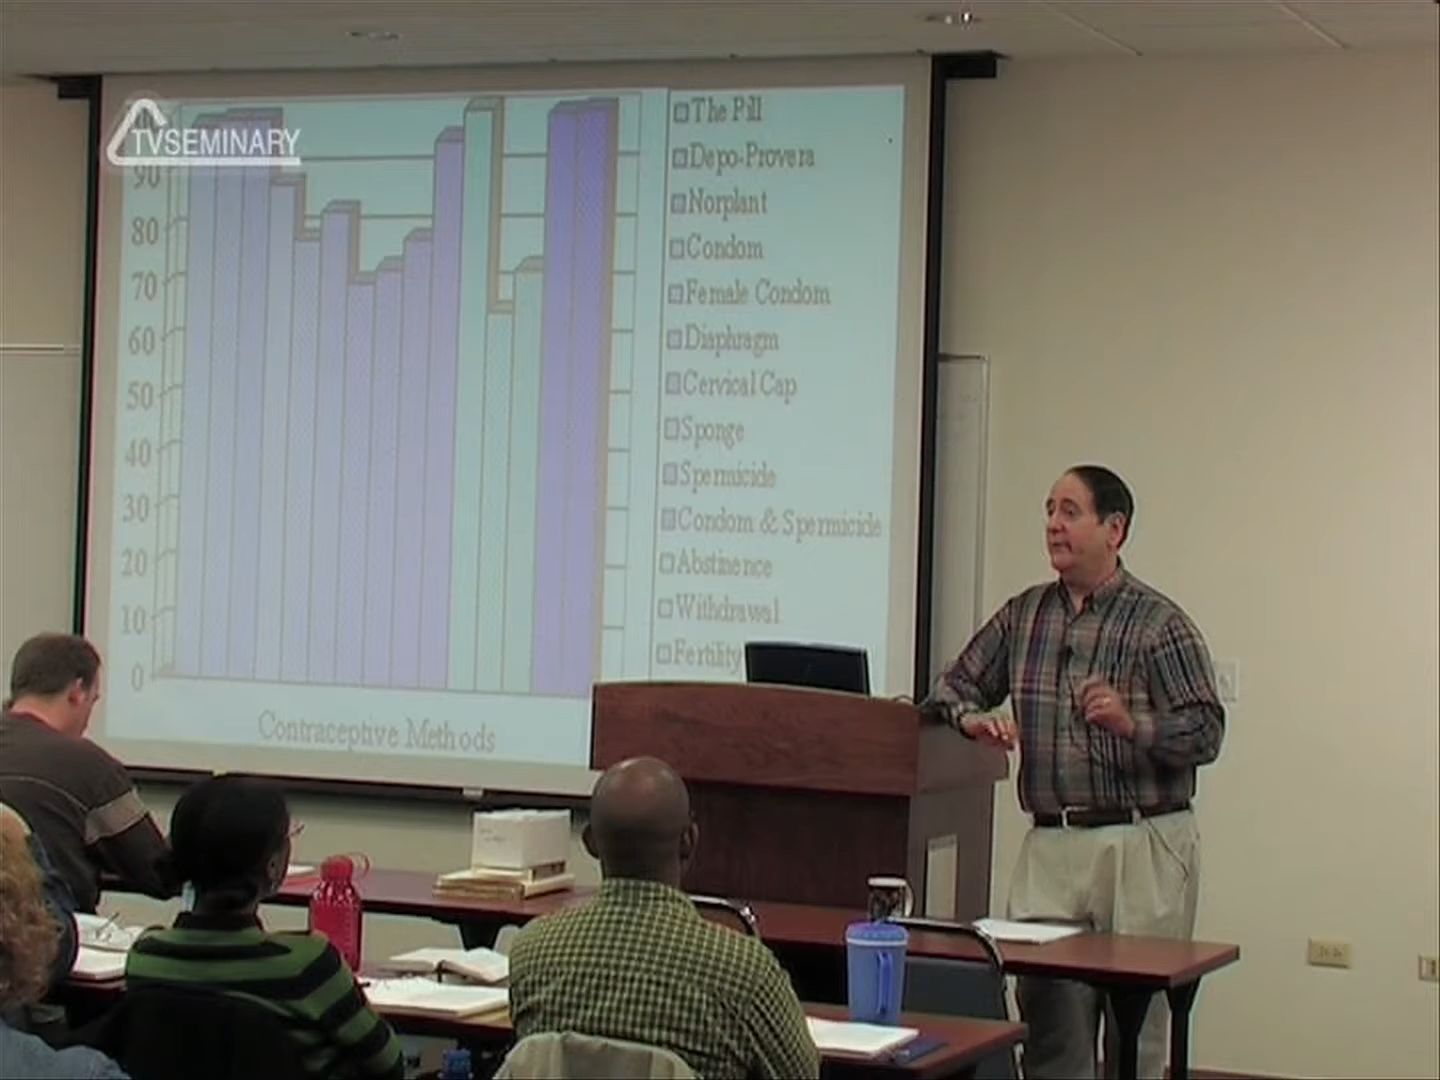 TVSEMINARY
90
80
70
60
50
40
30
20
10
0
Contraceptive Methods
The Pill
Depo-Provera
Norplant
Condom
Female Condom
Diaphragm
Cervical Cap
Sponge
Spermicide
Condom & Spermicide
Abstinence
Withdrawal
Fertility